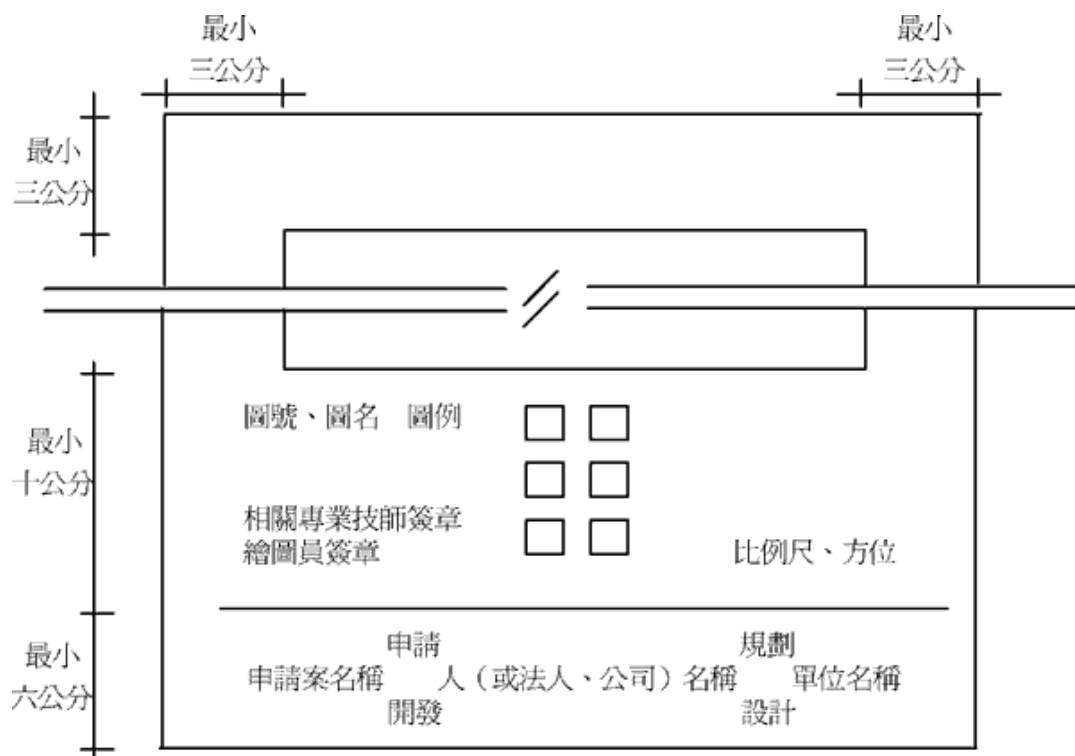 最小
三公分
最小
三公分
最小
三公分
圖號、圖名 圖例
最小
十公分
相關專業技師簽章
繪圖員簽章
比例尺、方位
最小
六公分
申請 規劃
申請案名稱 人（或法人、公司）名稱 單位名稱
開發 設計